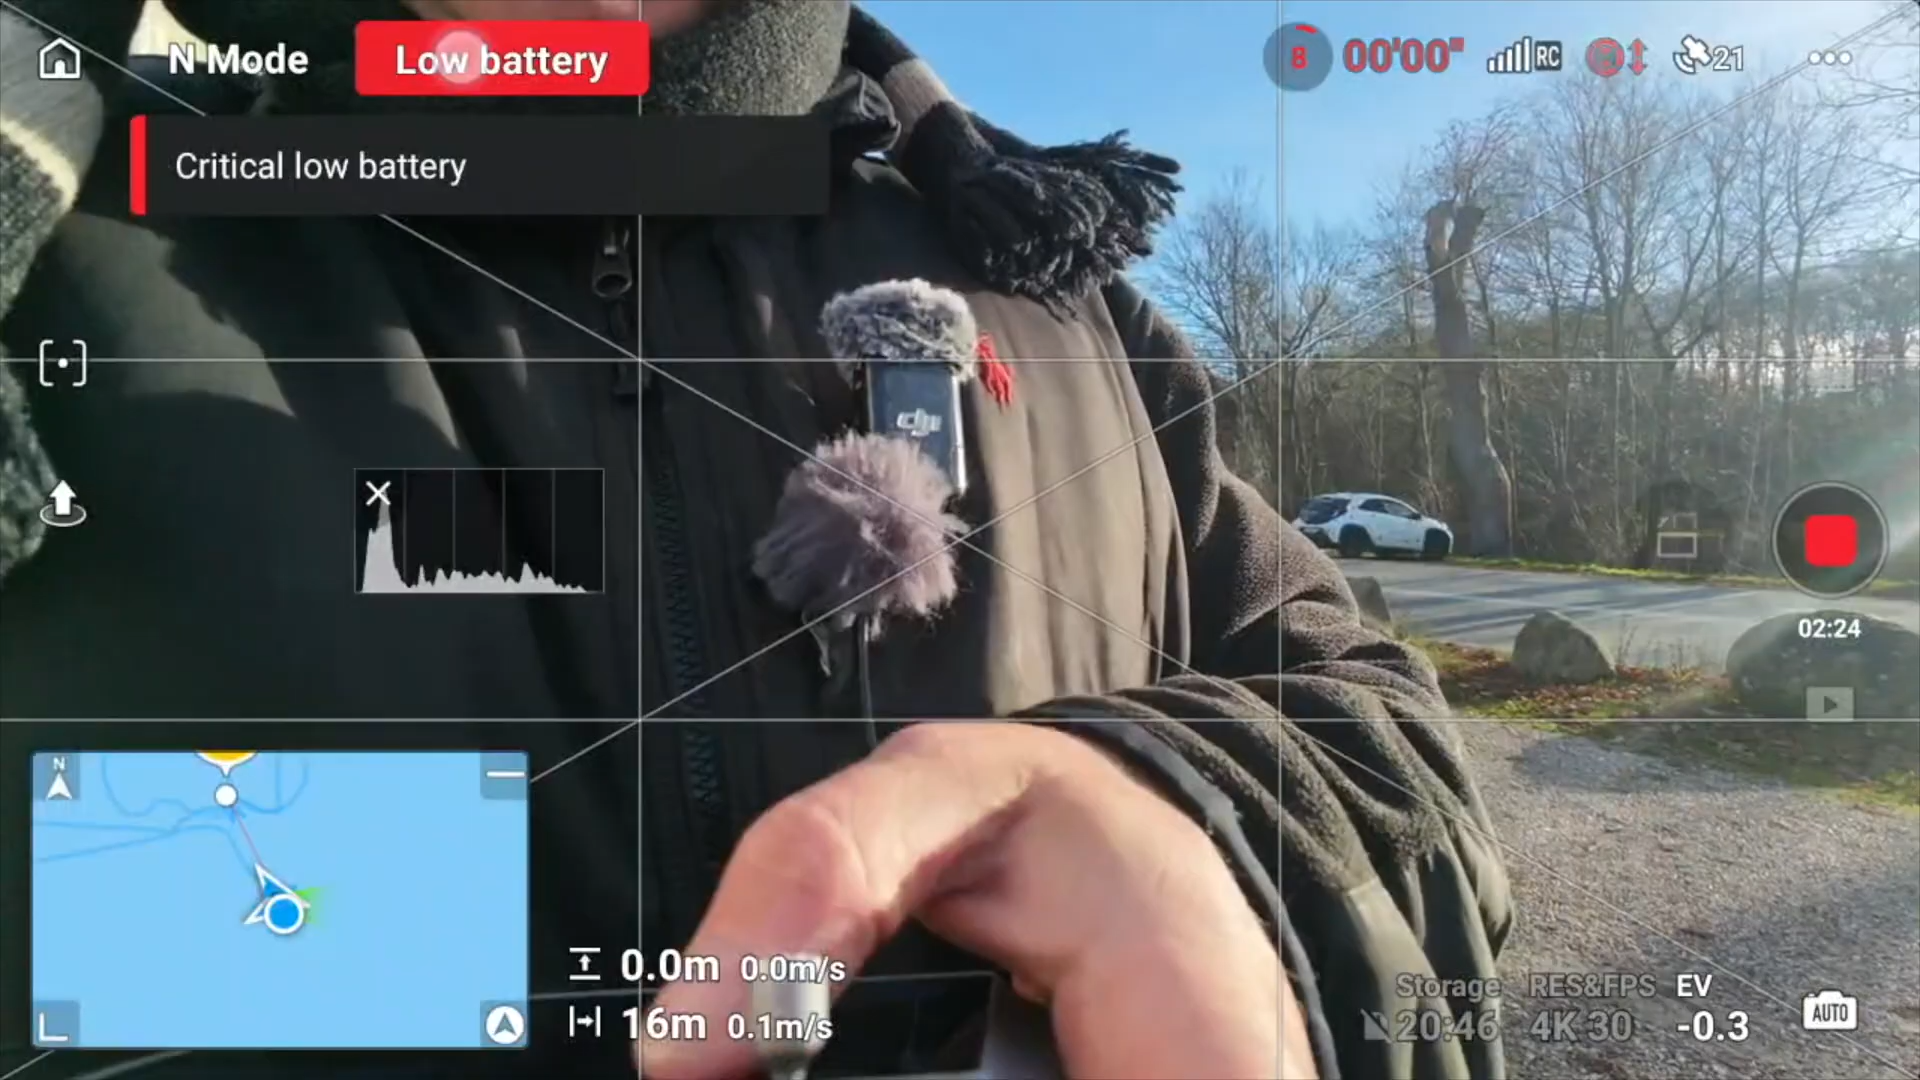 N Mode
Low battery
8
00'00"
RC
21
Critical low battery
dji
02:24
N
0.0m 0.0m/s
16m 0.1m/s
Storage RES&FPS EV
20:46 4K 30 -0.3
AUTO